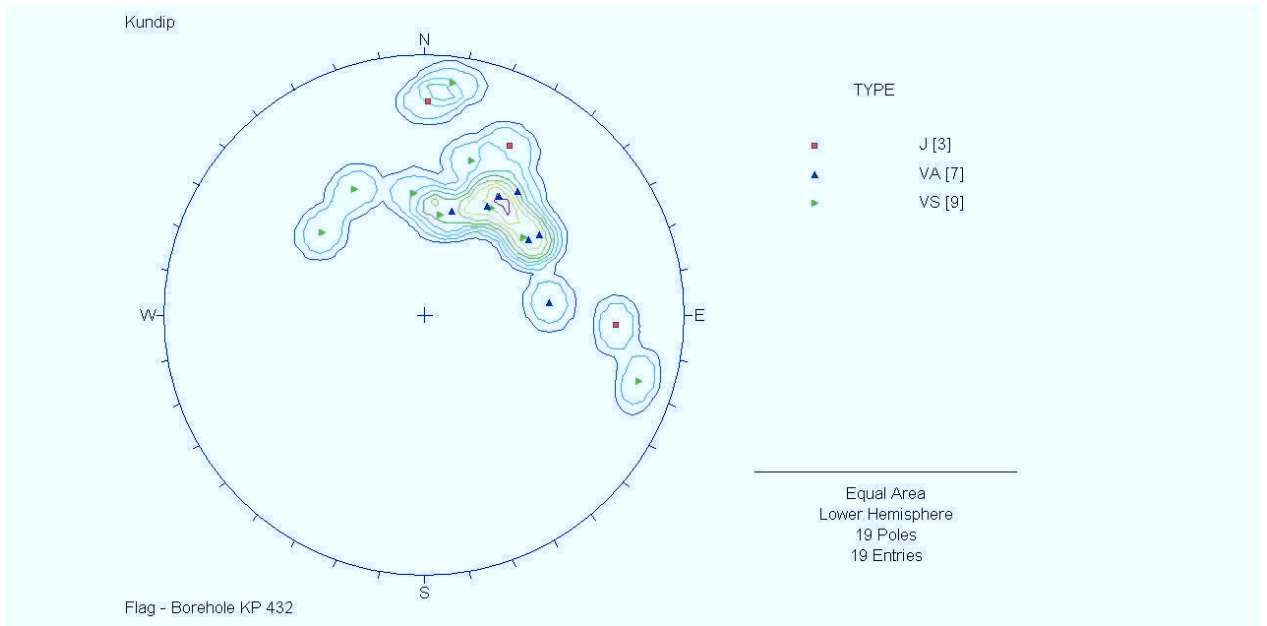 Kundip
N
TYPE
J [3]
VA [7]
VS [9]
W
E
Equal Area
Lower Hemisphere
19 Poles
19 Entries
S
Flag - Borehole KP 432